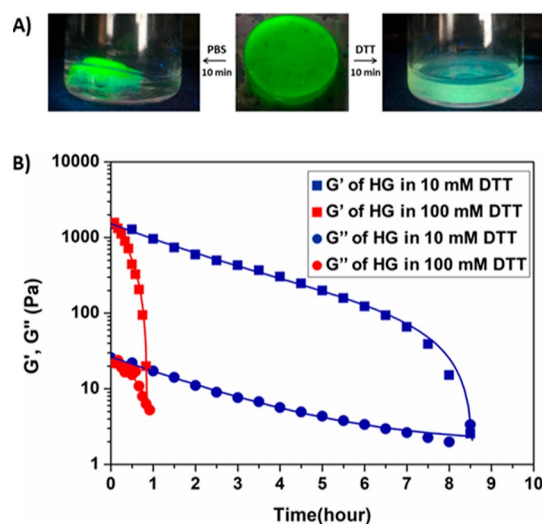 A)
PBS
10 min
DTT
10 min
B)
10000
1000
100
10
1
G', G'' (Pa)
G' of HG in 10 mM DTT
G' of HG in 100 mM DTT
G'' of HG in 10 mM DTT
G'' of HG in 100 mM DTT
0 1 2 3 4 5 6 7 8 9 10
Time(hour)